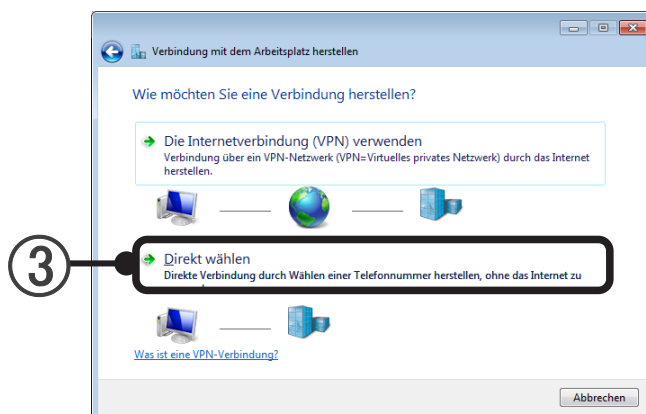 Verbindung mit dem Arbeitsplatz herstellen
Wie möchten Sie eine Verbindung herstellen?
Die Internetverbindung (VPN) verwenden
Verbindung über ein VPN-Netzwerk (VPN=Virtuelles privates Netzwerk) durch das Internet
herstellen.
3
Direkt wählen
Direkte Verbindung durch Wählen einer Telefonnummer herstellen, ohne das Internet zu
Was ist eine VPN-Verbindung?
Abbrechen